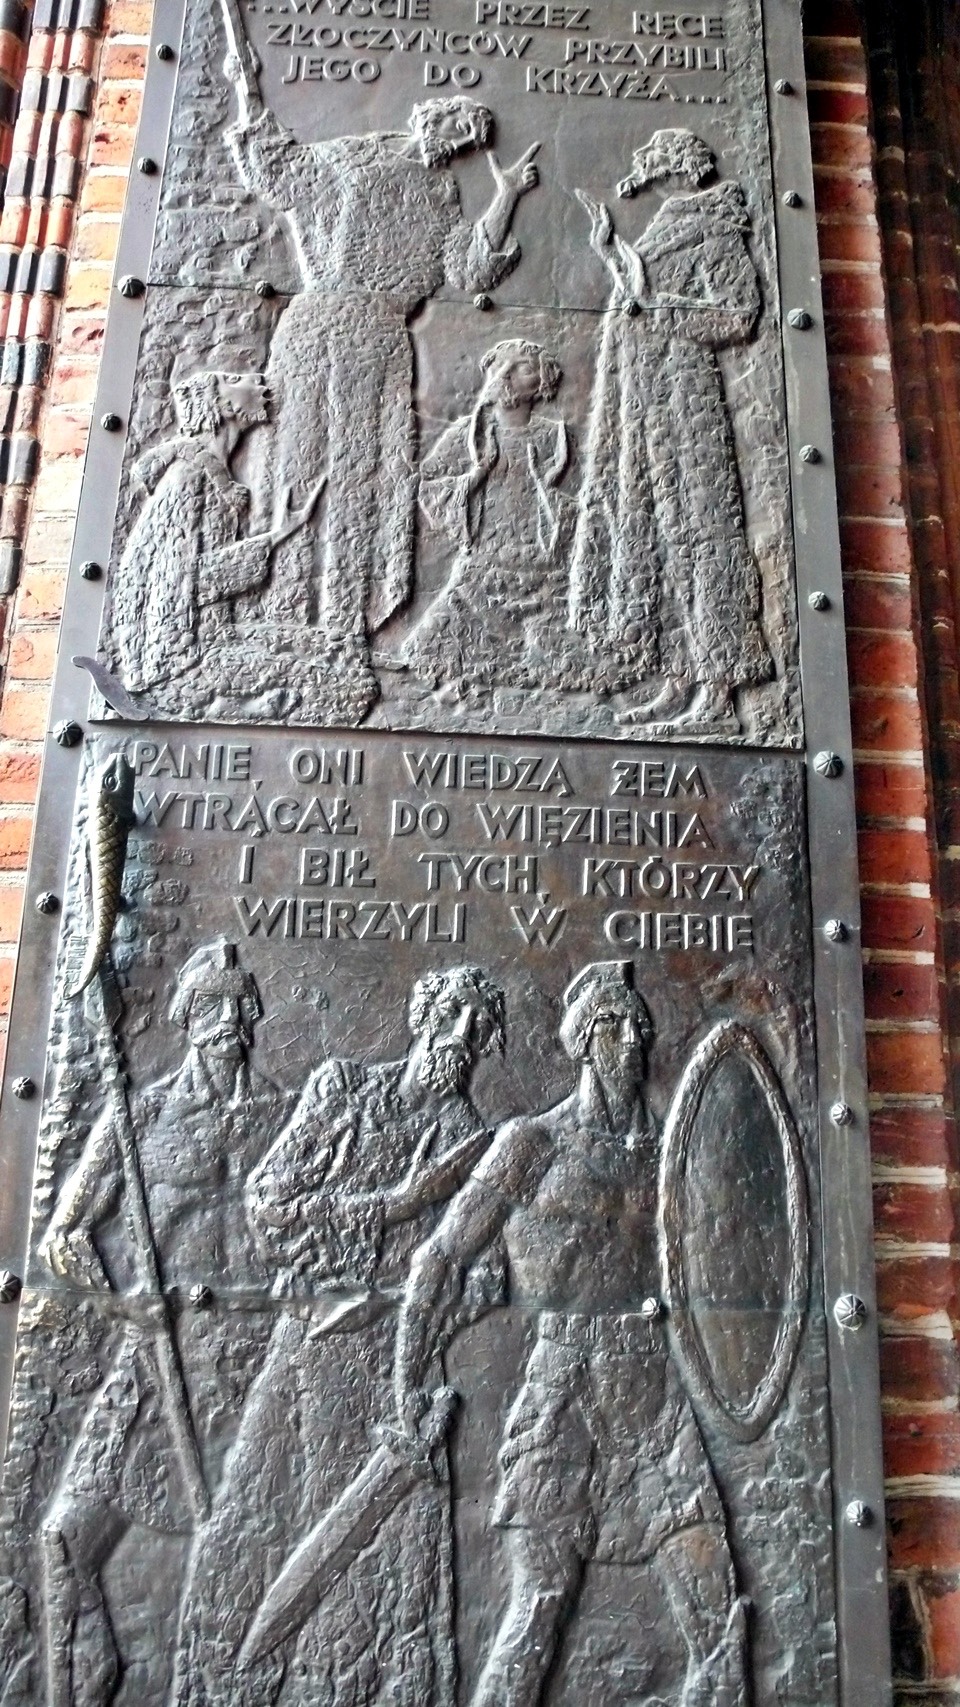 ...WYŚCIE PRZEZ RĘCE
ZŁOCZYŃCÓW PRZYBILI
JEGO DO KRZYŻA....
PANIE, ONI WIEDZĄ ŻEM
WTRĄCAŁ DO WIĘZIENIA
I BIŁ TYCH, KTÓRZY
WIERZYLI W CIEBIE